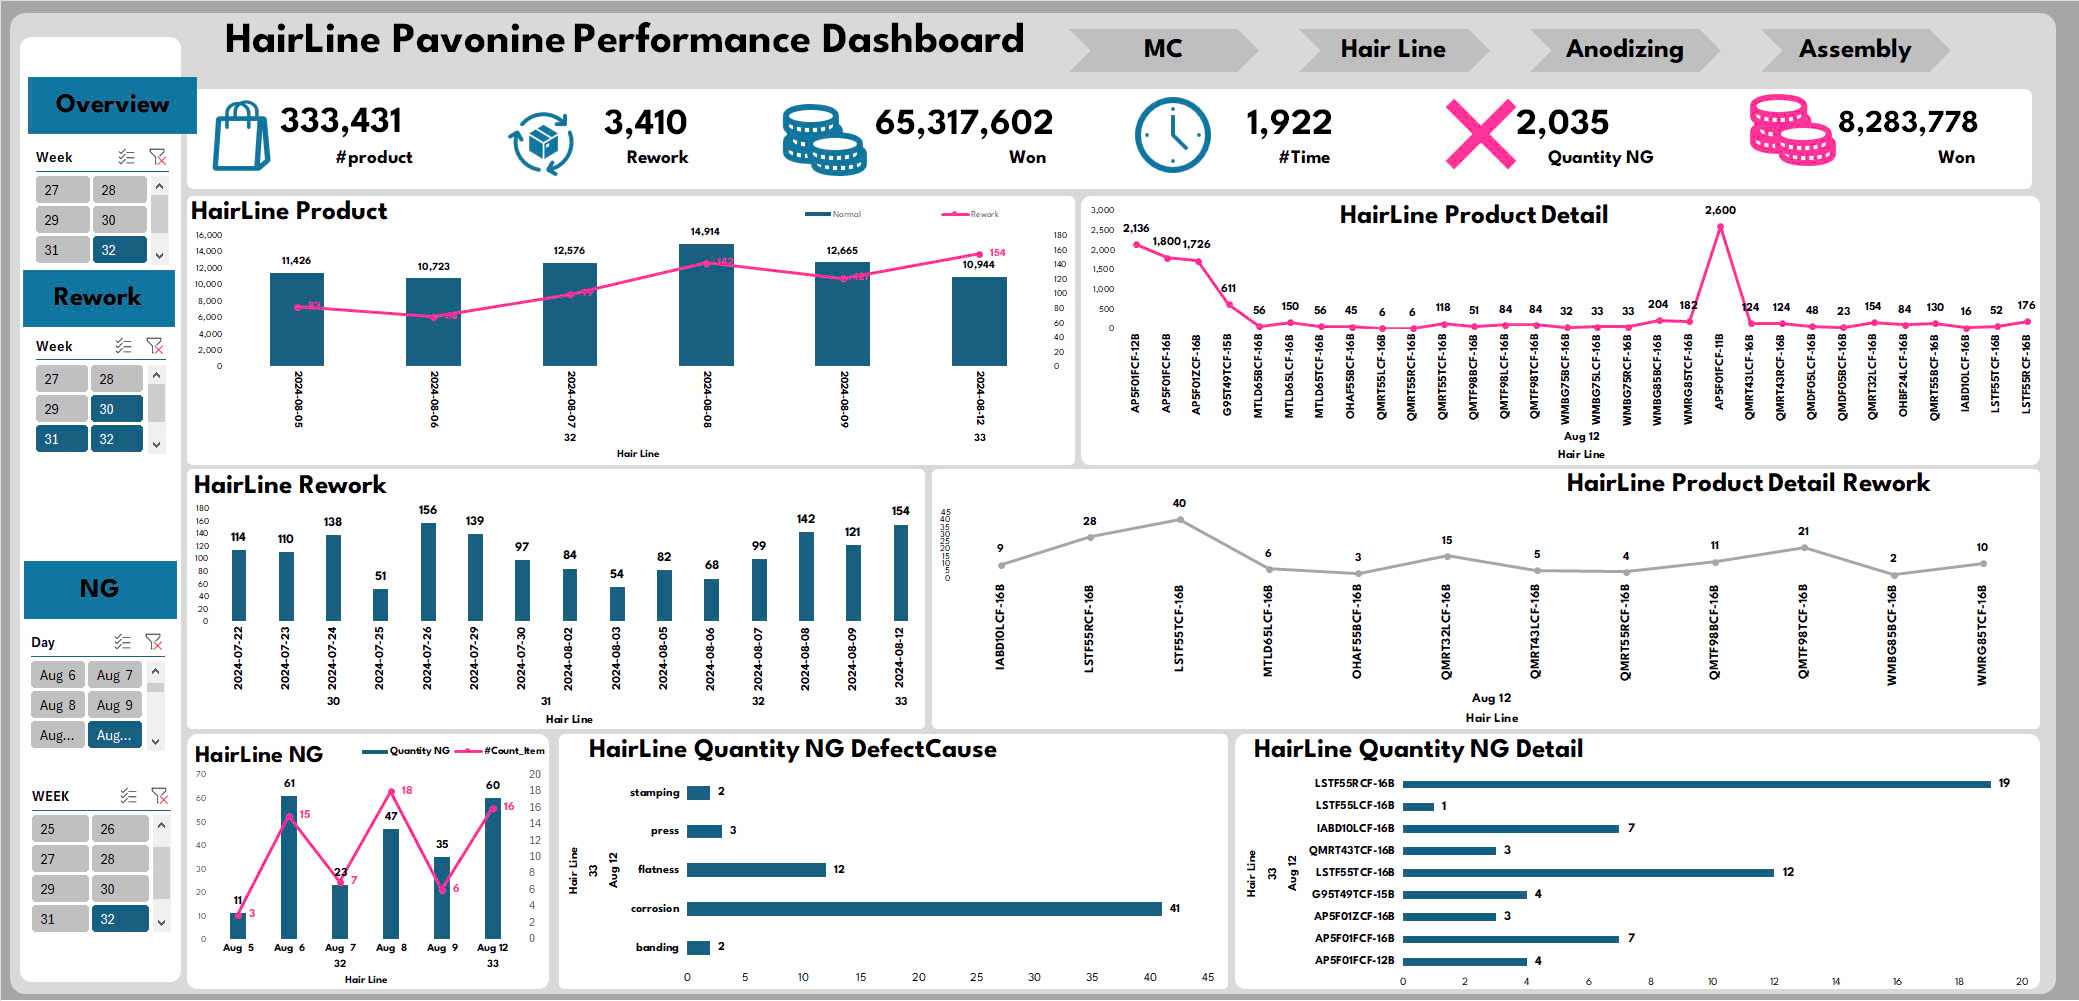 HairLine Pavonine Performance Dashboard
MC
Hair Line
Anodizing
Assembly
Overview
333,431
#product
3,410
Rework
65,317,602
Won
1,922
#Time
2,035
Quantity NG
8,283,778
Won
Week
27 28
29 30
31 32
Rework
Week
27 28
29 30
31 32
NG
Day
Aug 6 Aug 7
Aug 8 Aug 9
Aug... Aug...
WEEK
25 26
27 28
29 30
31 32
HairLine Product
Normal Rework
16,000
14,000
12,000
10,000
8,000
6,000
4,000
2,000
0
11,426 10,723 12,576 14,914 12,665 10,944
154
180
160
140
120
100
80
60
40
20
0
2024-08-05 2024-08-06 2024-08-07 2024-08-08 2024-08-09 2024-08-12
32 33
Hair Line
HairLine Product Detail
3,000
2,500
2,000
1,500
1,000
500
0
2,136 1,800 1,726 611 56 150 56 45 6 6 118 51 84 84 32 33 33 204 182 2,600 124 124 48 23 154 84 130 16 52 176
AP5F01FCF-12B AP5F01FCF-16B AP5F01ZCF-16B G95T49TCF-15B MTLD65BCF-16B MTLD65LCF-16B MTLD65TCF-16B OHAF55BCF-16B QMRT55LCF-16B QMRT55RCF-16B QMRT55TCF-16B QMTF98BCF-16B QMTF98LCF-16B QMTF98TCF-16B WMBG75BCF-16B WMBG75LCF-16B WMBG75RCF-16B WMBG85BCF-16B WMRG85TCF-16B AP5F01FCF-11B QMRT43LCF-16B QMRT43RCF-16B QMDF05LCF-16B QMDF05BCF-16B QMRT32LCF-16B OHBF24LCF-16B QMRT55BCF-16B IABD10LCF-16B LSTF55TCF-16B LSTF55RCF-16B
Aug 12
Hair Line
HairLine Rework
180
160
140
120
100
80
60
40
20
0
114 110 138 51 156 139 97 84 54 82 68 99 142 121 154
2024-07-22 2024-07-23 2024-07-24 2024-07-25 2024-07-26 2024-07-29 2024-07-30 2024-08-02 2024-08-03 2024-08-05 2024-08-06 2024-08-07 2024-08-08 2024-08-09 2024-08-12
30 31 32 33
Hair Line
HairLine Product Detail Rework
45
40
35
30
25
20
15
10
5
0
9 28 40 6 3 15 5 4 11 21 2 10
IABD10LCF-16B LSTF55RCF-16B LSTF55TCF-16B MTLD65LCF-16B OHAF55BCF-16B QMRT32LCF-16B QMRT43LCF-16B QMRT55RCF-16B QMTF98BCF-16B QMTF98TCF-16B WMBG85BCF-16B WMRG85TCF-16B
Aug 12
Hair Line
HairLine NG
Quantity NG #Count_Item
70
60
50
40
30
20
10
0
11 61 23 47 35 60
3 15 7 18 6 16
20
18
16
14
12
10
8
6
4
2
0
Aug 5 Aug 6 Aug 7 Aug 8 Aug 9 Aug 12
32 33
Hair Line
HairLine Quantity NG DefectCause
Hair Line
33
Aug 12
stamping 2
press 3
flatness 12
corrosion 41
banding 2
0 5 10 15 20 25 30 35 40 45
HairLine Quantity NG Detail
Hair Line
33
Aug 12
LSTF55RCF-16B 19
LSTF55LCF-16B 1
IABD10LCF-16B 7
QMRT43TCF-16B 3
LSTF55TCF-16B 12
G95T49TCF-15B 4
AP5F01ZCF-16B 3
AP5F01FCF-16B 7
AP5F01FCF-12B 4
0 2 4 6 8 10 12 14 16 18 20